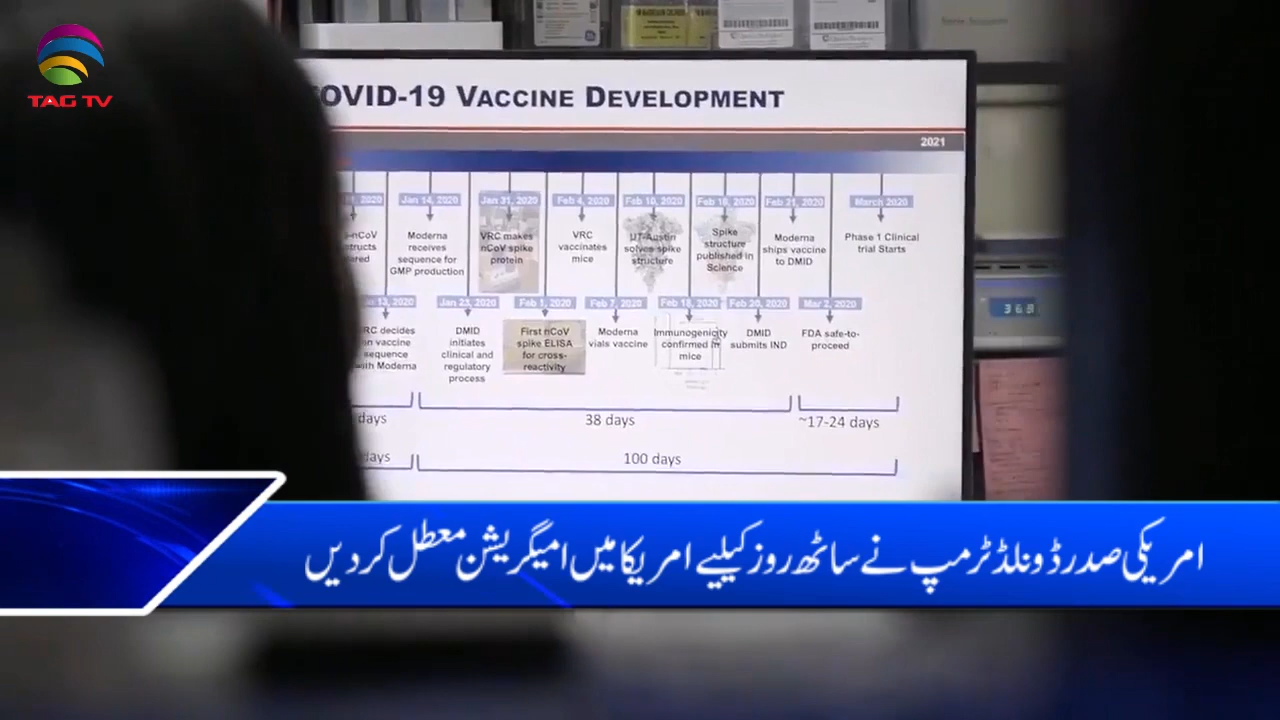 TAG TV
OVID-19 VACCINE DEVELOPMENT
2021
Jan 14, 2020
Jan 31, 2020
Feb 4, 2020
Feb 10, 2020
Feb 16, 2020
Feb 21, 2020
March 2020
-nCoV
Moderna
receives
sequence for
GMP production
VRC makes
nCoV spike
protein
VRC
vaccinates
mice
UT-Austin
solves spike
structure
Spike
structure
published in
Science
Moderna
ships vaccine
to DMID
Phase 1 Clinical
trial Starts
n 13, 2020
Jan 23, 2020
Feb 1, 2020
Feb 7, 2020
Feb 18, 2020
Feb 20, 2020
Mar 2, 2020
RC decides
n vaccine
sequence
with Moderna
DMID
initiates
clinical and
regulatory
process
First nCoV
spike ELISA
for cross-
reactivity
Moderna
vials vaccine
Immunogenicity
confirmed in
mice
DMID
submits IND
FDA safe-to-
proceed
days
38 days
~17-24 days
days
100 days
امریکی صدر ڈونلڈ ٹرمپ نے ساٹھ روز کیلیے امریکا میں امیگریشن معطل کر دیں